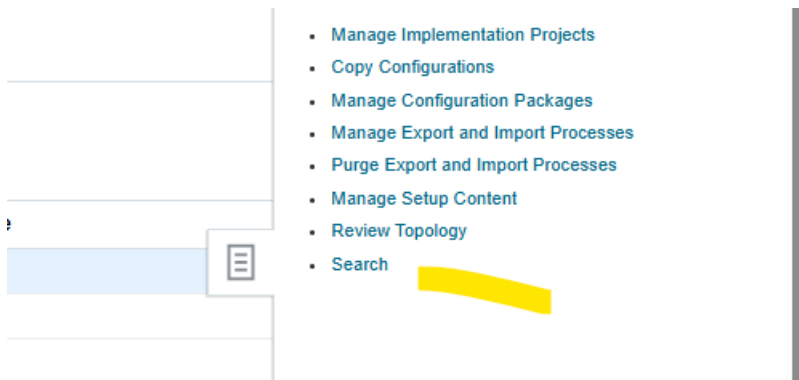 Manage Implementation Projects
Copy Configurations
Manage Configuration Packages
Manage Export and Import Processes
Purge Export and Import Processes
Manage Setup Content
Review Topology
Search